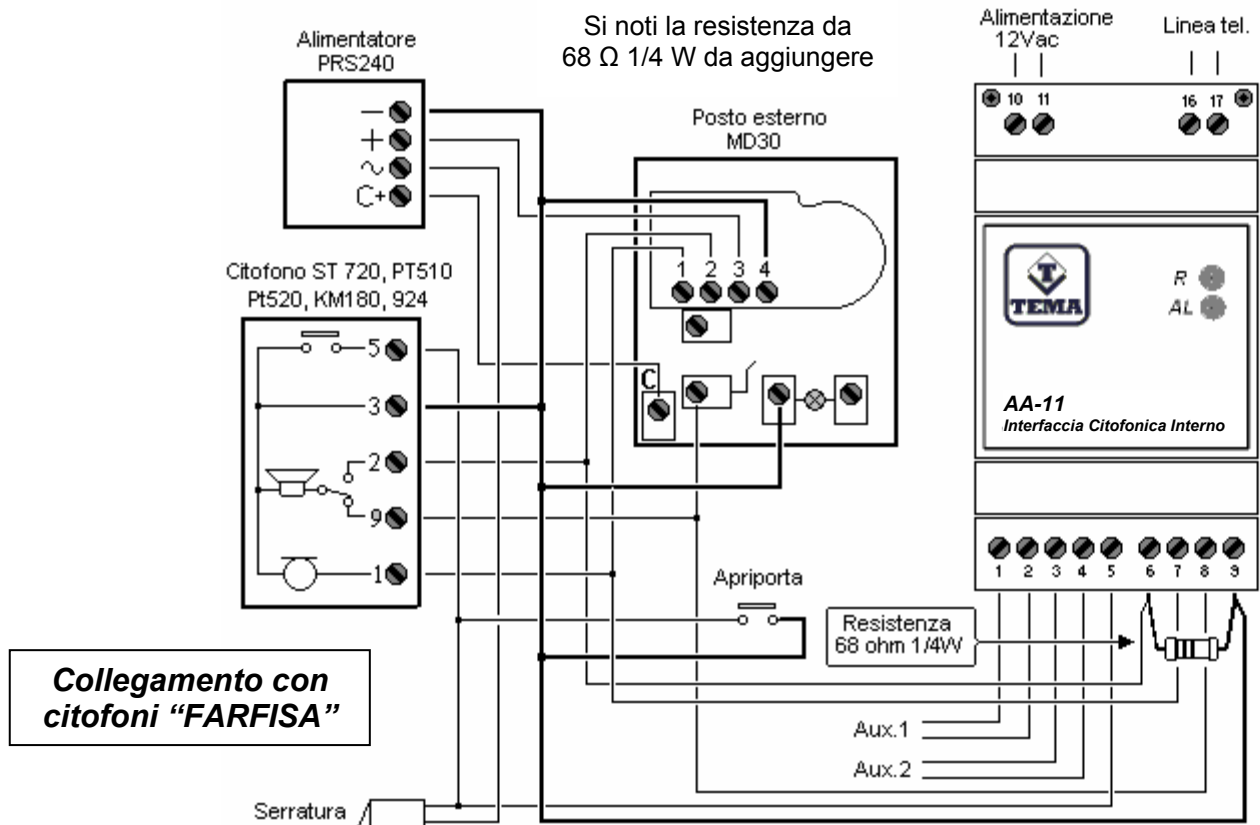 Alimentatore
PRS240
−
+
~
C+
Si noti la resistenza da
68 Ω 1/4 W da aggiungere
Alimentazione
12Vac
Linea tel.
10 11
16 17
Posto esterno
MD30
1 2 3 4
C
Citofono ST 720, PT510
Pt520, KM180, 924
5
3
2
9
1
T
TEMA
R
AL
AA-11
Interfaccia Citofonica Interno
1 2 3 4 5 6 7 8 9
Apriporta
Resistenza
68 ohm 1/4W
Collegamento con
citofoni “FARFISA”
Aux.1
Aux.2
Serratura